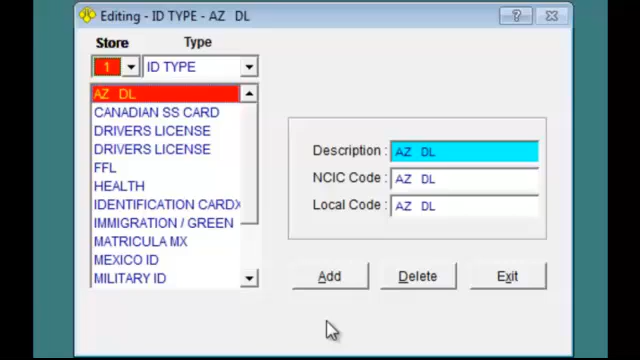 Editing - ID TYPE - AZ DL
Store Type
1 ID TYPE
AZ DL
CANADIAN SS CARD
DRIVERS LICENSE
DRIVERS LICENSE
FFL
HEALTH
IDENTIFICATION CARDX
IMMIGRATION / GREEN
MATRICULA MX
MEXICO ID
MILITARY ID
Description : AZ DL
NCIC Code : AZ DL
Local Code : AZ DL
Add Delete Exit